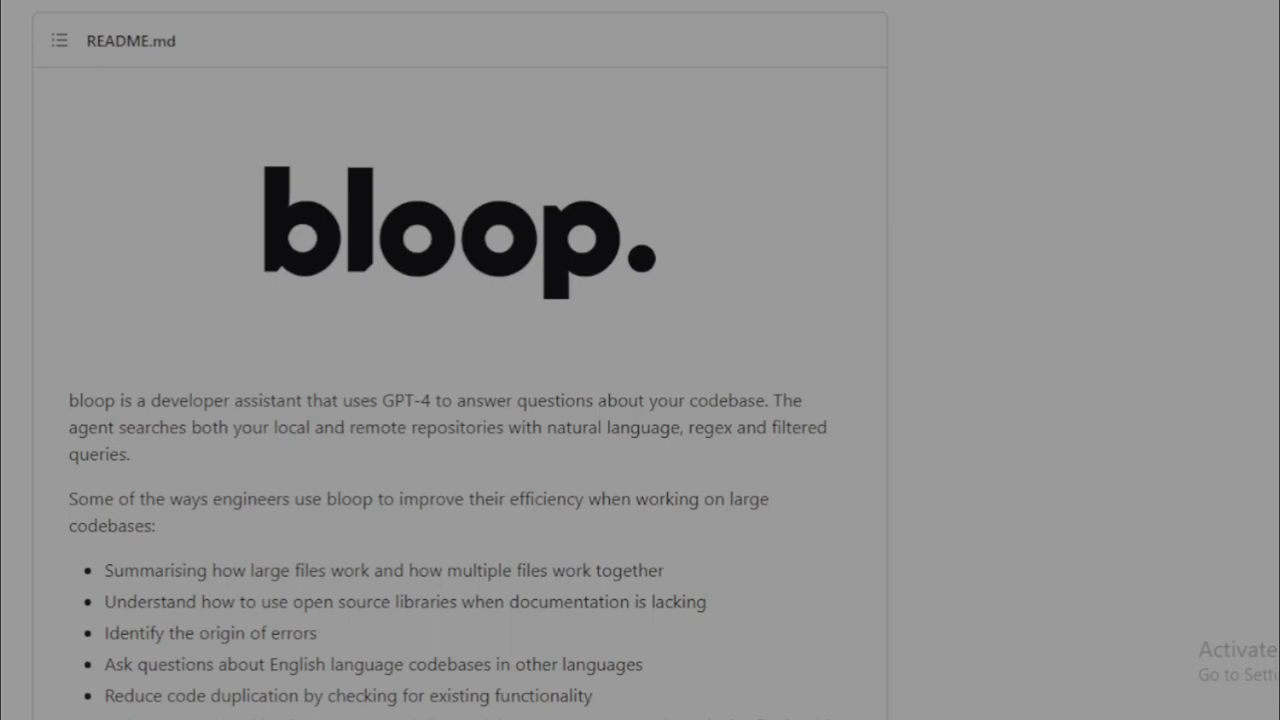 README.md
bloop.
bloop is a developer assistant that uses GPT-4 to answer questions about your codebase. The
agent searches both your local and remote repositories with natural language, regex and filtered
queries.
Some of the ways engineers use bloop to improve their efficiency when working on large
codebases:
• Summarising how large files work and how multiple files work together
• Understand how to use open source libraries when documentation is lacking
• Identify the origin of errors
• Ask questions about English language codebases in other languages
• Reduce code duplication by checking for existing functionality
Activate
Go to Setti